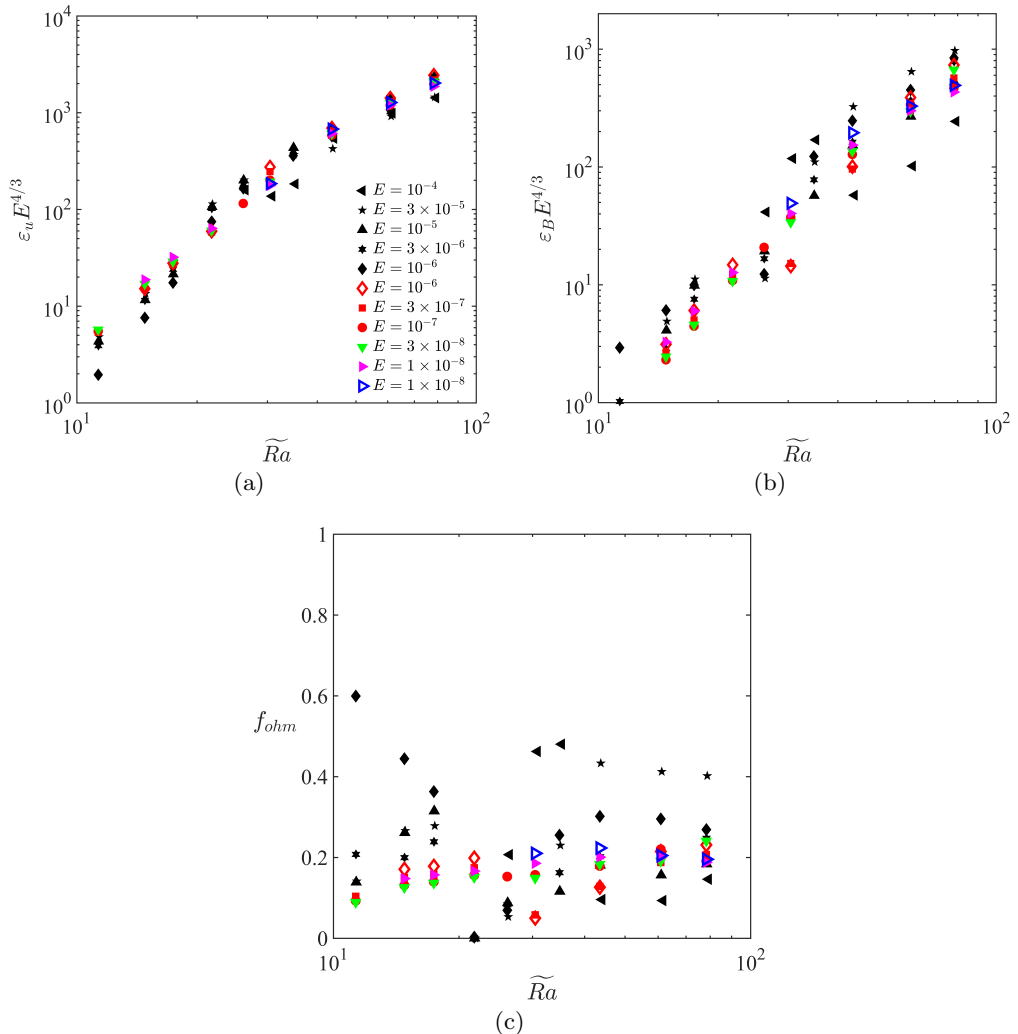 10^4
10^3
10^2
10^1
10^0
ε_u E^{4/3}
E = 10^{-4}
E = 3 × 10^{-5}
E = 10^{-5}
E = 3 × 10^{-6}
E = 10^{-6}
E = 10^{-6}
E = 3 × 10^{-7}
E = 10^{-7}
E = 3 × 10^{-8}
E = 1 × 10^{-8}
E = 1 × 10^{-8}
10^1 10^2
\widetilde{Ra}
(a)
10^3
10^2
10^1
10^0
ε_B E^{4/3}
10^1 10^2
\widetilde{Ra}
(b)
1
0.8
0.6
f_{ohm}
0.4
0.2
0
10^1 10^2
\widetilde{Ra}
(c)